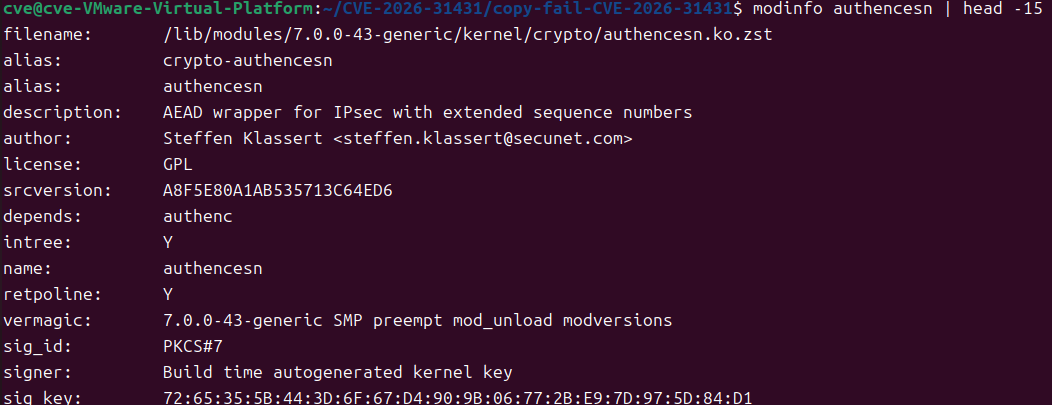 cve@cve-VMware-Virtual-Platform:~/CVE-2026-31431/copy-fail-CVE-2026-31431$ modinfo authencesn | head -15
filename: /lib/modules/7.0.0-43-generic/kernel/crypto/authencesn.ko.zst
alias: crypto-authencesn
alias: authencesn
description: AEAD wrapper for IPsec with extended sequence numbers
author: Steffen Klassert <steffen.klassert@secunet.com>
license: GPL
srcversion: A8F5E80A1AB535713C64ED6
depends: authenc
intree: Y
name: authencesn
retpoline: Y
vermagic: 7.0.0-43-generic SMP preempt mod_unload modversions
sig_id: PKCS#7
signer: Build time autogenerated kernel key
sig_key: 72:65:35:5B:44:3D:6F:67:D4:90:9B:06:77:2B:E9:7D:97:5D:84:D1